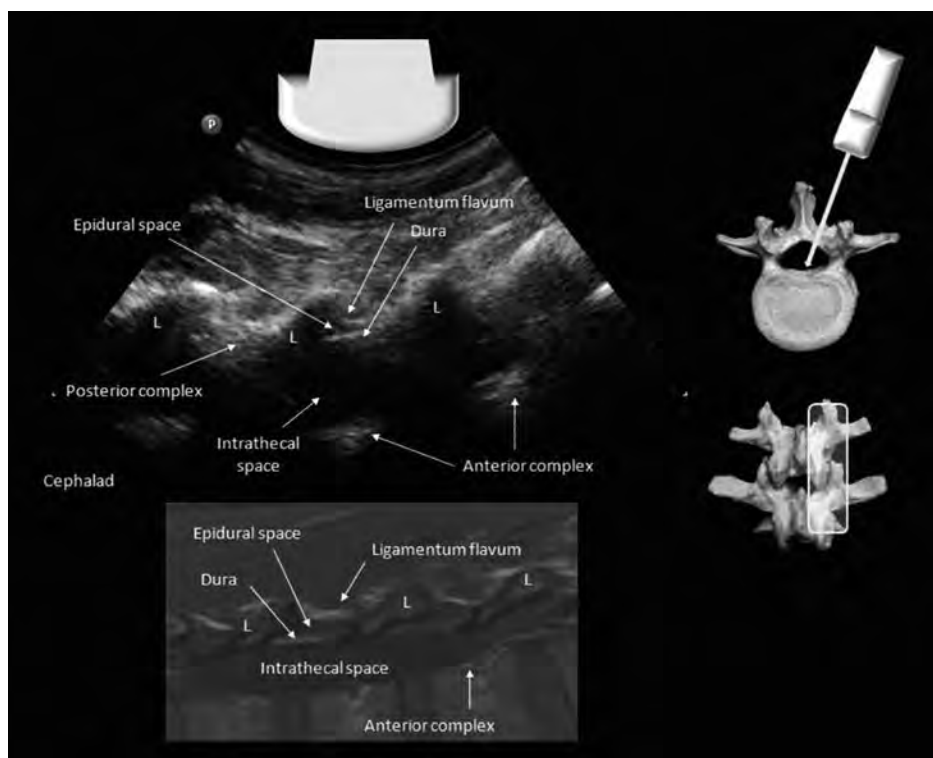 P
Ligamentum flavum
Epidural space
Dura
L
L
L
Posterior complex
Intrathecal
space
Anterior complex
Cephalad
Epidural space
Ligamentum flavum
Dura
L
L
L
Intrathecal space
Anterior complex